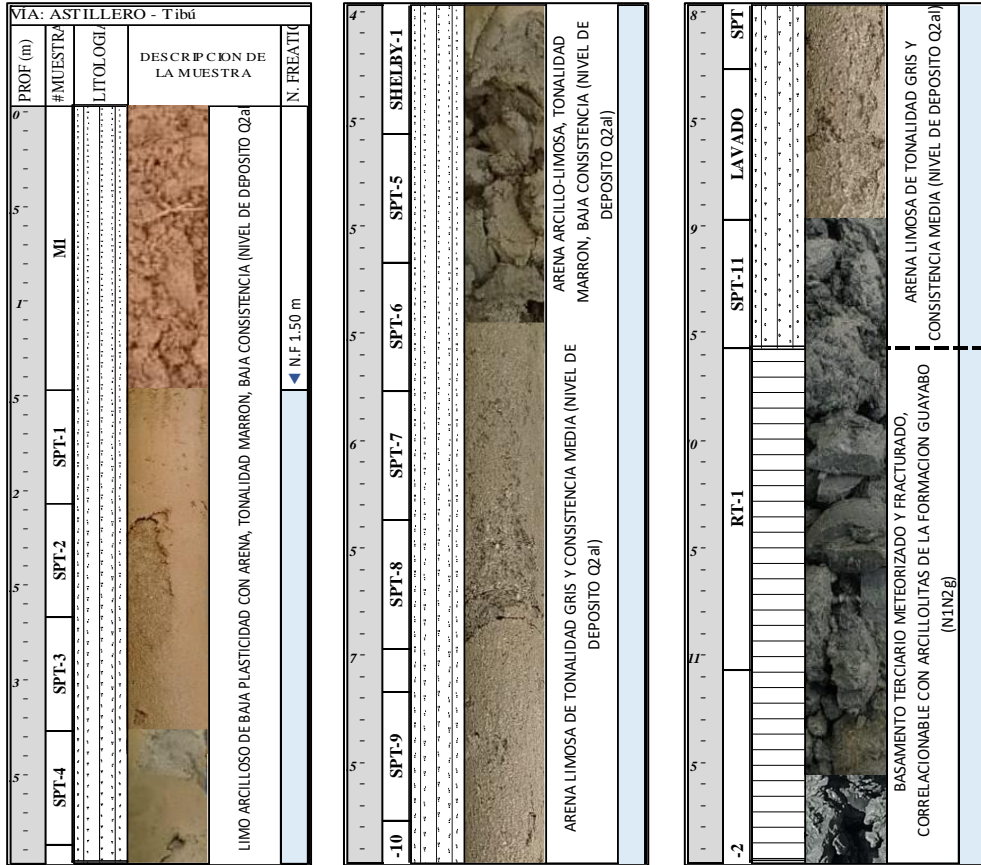 VÍA: ASTILLERO - Tibú
PROF (m)
#MUESTRA
LITOLOGIA
DESCRIPCION DE
LA MUESTRA
N. FREATIC
0
.5
1
.5
2
.5
3
.5
M1
SPT-1
SPT-2
SPT-3
SPT-4
LIMO ARCILLOSO DE BAJA PLASTICIDAD CON ARENA, TONALIDAD MARRON, BAJA CONSISTENCIA (NIVEL DE DEPOSITO Q2al
N.F 1.50 m
4
5
5
6
5
7
5
SHELBY-1
SPT-5
SPT-6
SPT-7
SPT-8
SPT-9
-10
ARENA ARCILLO-LIMOSA, TONALIDAD
MARRON, BAJA CONSISTENCIA (NIVEL DE
DEPOSITO Q2al)
ARENA LIMOSA DE TONALIDAD GRIS Y CONSISTENCIA MEDIA (NIVEL DE
DEPOSITO Q2al)
8
5
9
5
0
5
11
5
SPT
LAVADO
SPT-11
RT-1
-2
ARENA LIMOSA DE TONALIDAD GRIS Y
CONSISTENCIA MEDIA (NIVEL DE DEPOSITO Q2al)
BASAMENTO TERCIARIO METEORIZADO Y FRACTURADO,
CORRELACIONABLE CON ARCILLOLITAS DE LA FORMACION GUAYABO
(N1N2g)